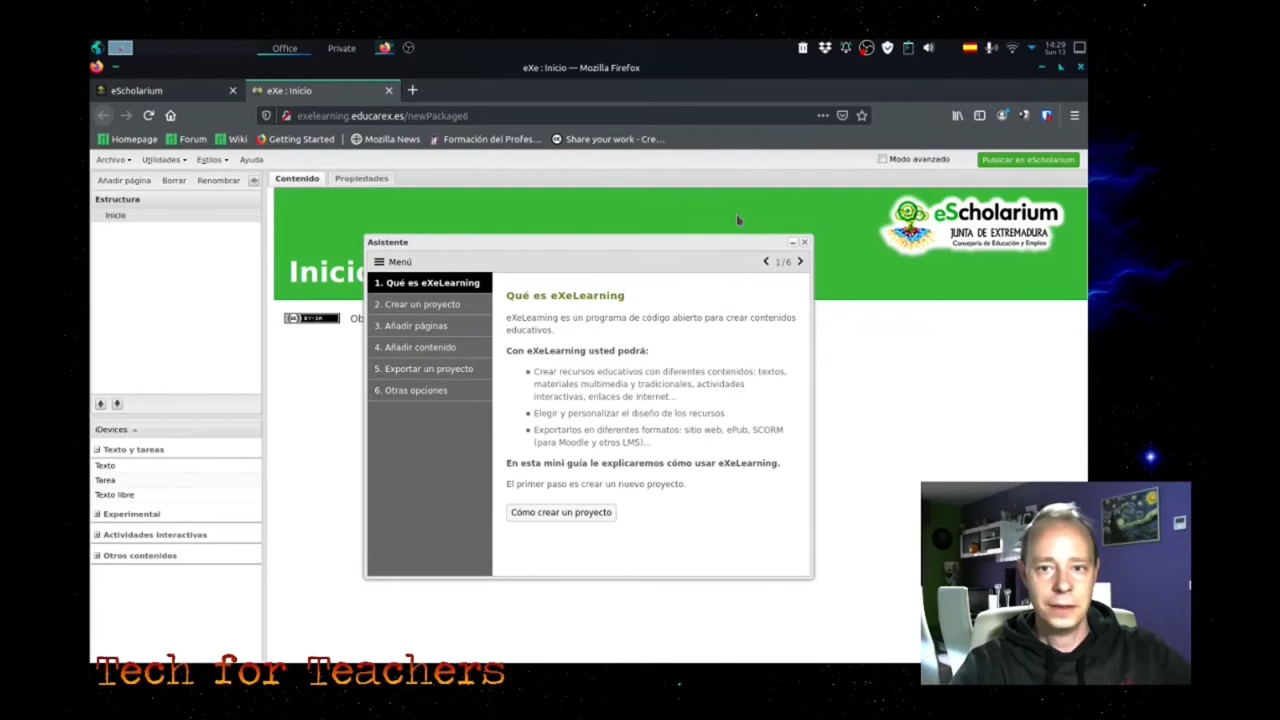 Office
Private
14:29
Sun 13
eXe : Inicio — Mozilla Firefox
eScholarium
eXe : Inicio
exelearning.educarex.es/newPackage6
Homepage
Forum
Wiki
Getting Started
Mozilla News
Formación del Profes...
Share your work - Cre...
Archivo
Utilidades
Estilos
Ayuda
Modo avanzado
Publicar en eScholarium
Añadir página
Borrar
Renombrar
Contenido
Propiedades
Estructura
Inicio
eScholarium
JUNTA DE EXTREMADURA
Consejería de Educación y Empleo
Inicio
Ob
Asistente
Menú
1/6
1. Qué es eXeLearning
2. Crear un proyecto
3. Añadir páginas
4. Añadir contenido
5. Exportar un proyecto
6. Otras opciones
Qué es eXeLearning
eXeLearning es un programa de código abierto para crear contenidos
educativos.
Con eXeLearning usted podrá:
Crear recursos educativos con diferentes contenidos: textos,
materiales multimedia y tradicionales, actividades
interactivas, enlaces de Internet...
Elegir y personalizar el diseño de los recursos
Exportarlos en diferentes formatos: sitio web, ePub, SCORM
(para Moodle y otros LMS)...
En esta mini guía le explicaremos cómo usar eXeLearning.
El primer paso es crear un nuevo proyecto.
Cómo crear un proyecto
iDevices
Texto y tareas
Texto
Tarea
Texto libre
Experimental
Actividades interactivas
Otros contenidos
Tech for Teachers